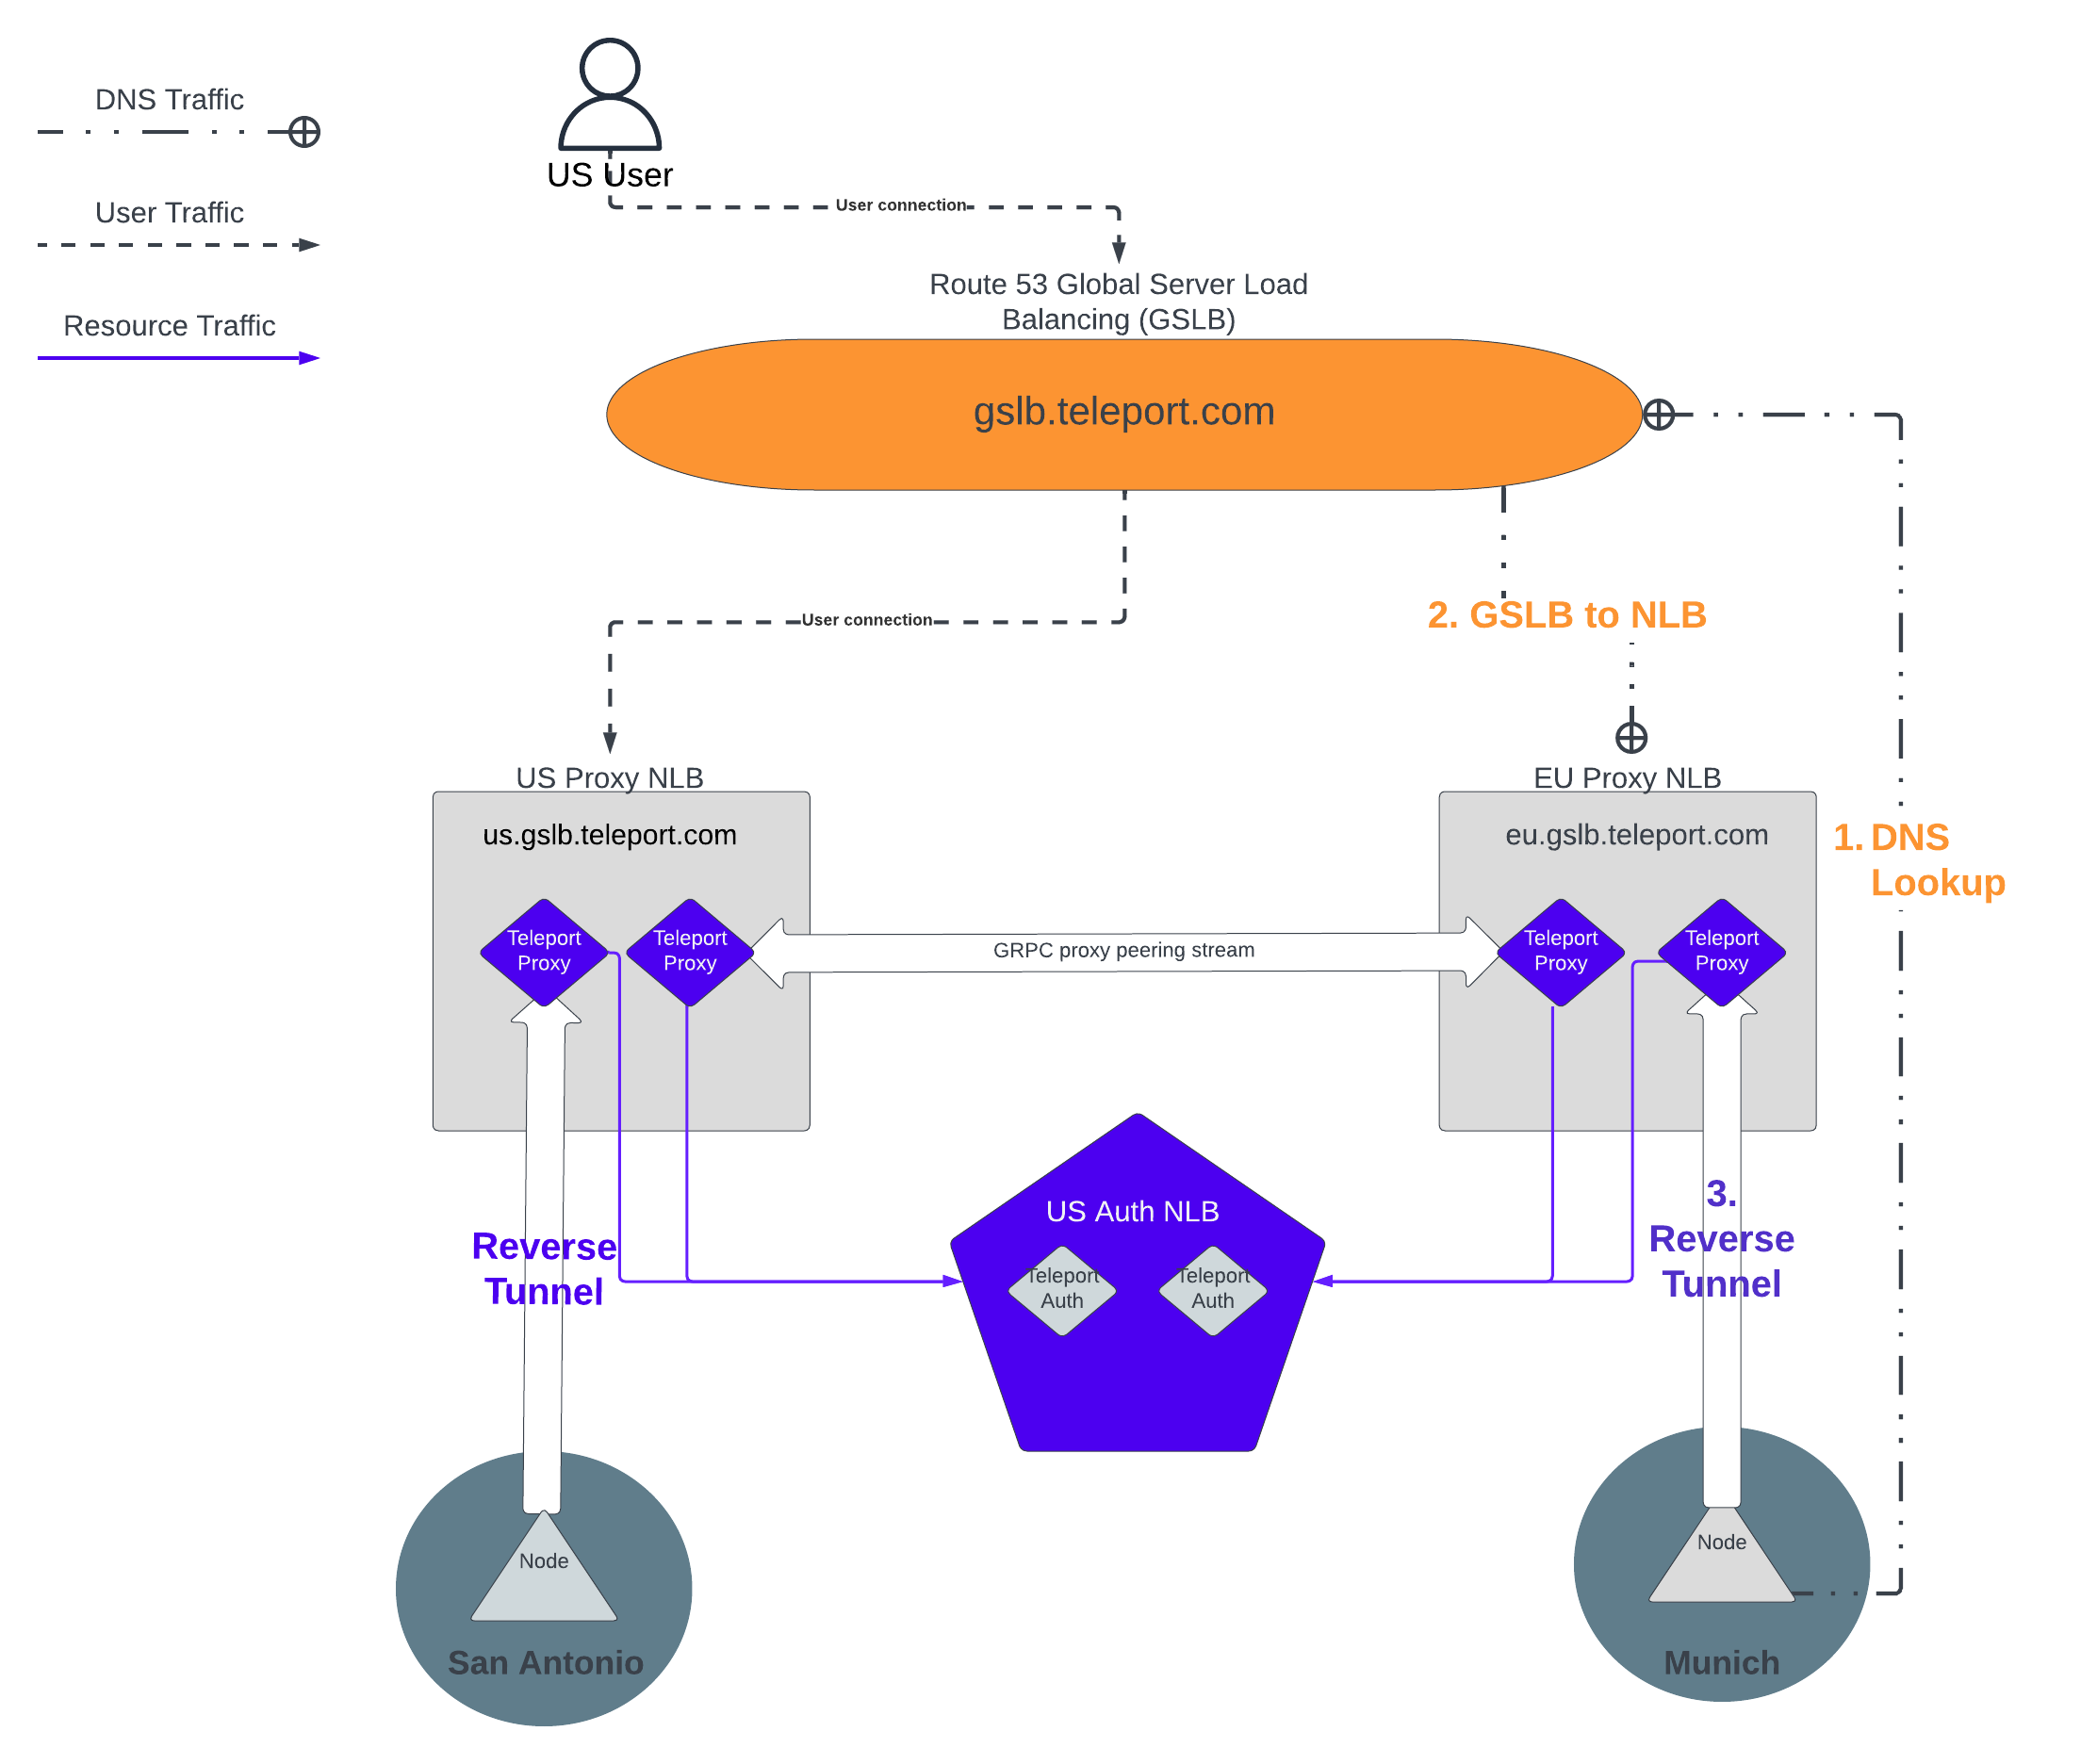 DNS Traffic
User Traffic
Resource Traffic
US User
User connection
Route 53 Global Server Load
Balancing (GSLB)
gslb.teleport.com
User connection
2. GSLB to NLB
US Proxy NLB
us.gslb.teleport.com
EU Proxy NLB
eu.gslb.teleport.com
1. DNS
Lookup
Teleport
Proxy
Teleport
Proxy
GRPC proxy peering stream
Teleport
Proxy
Teleport
Proxy
Reverse
Tunnel
US Auth NLB
Teleport
Auth
Teleport
Auth
3.
Reverse
Tunnel
Node
San Antonio
Node
Munich